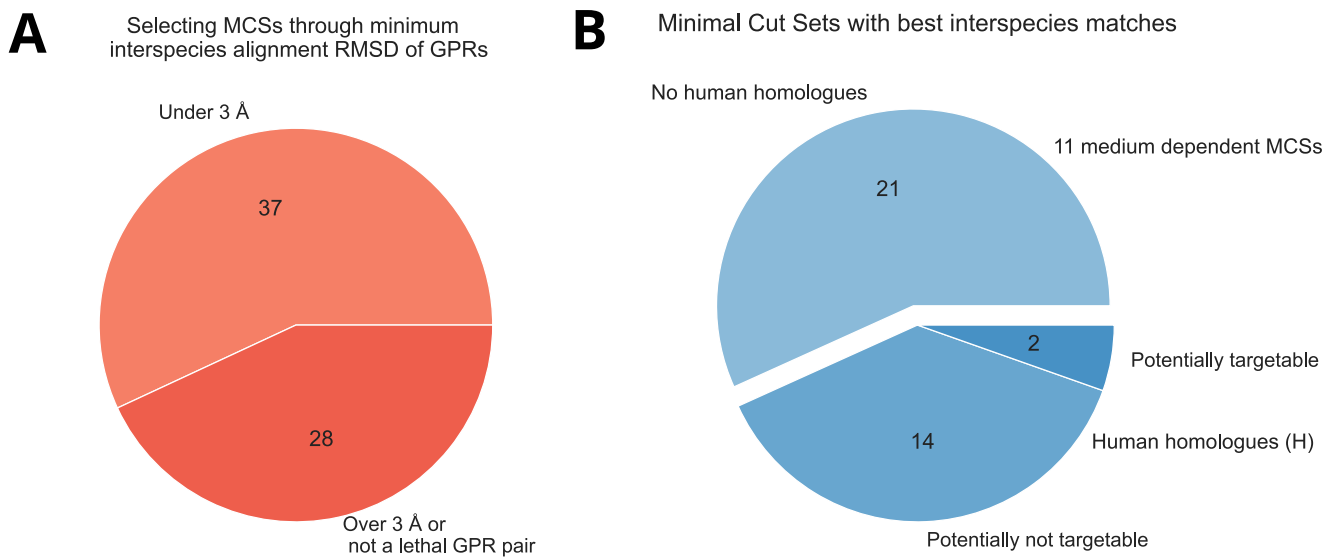 A
Selecting MCSs through minimum
interspecies alignment RMSD of GPRs
Under 3 Å
37
28
Over 3 Å or
not a lethal GPR pair
B
Minimal Cut Sets with best interspecies matches
No human homologues
11 medium dependent MCSs
21
2
Potentially targetable
Human homologues (H)
14
Potentially not targetable